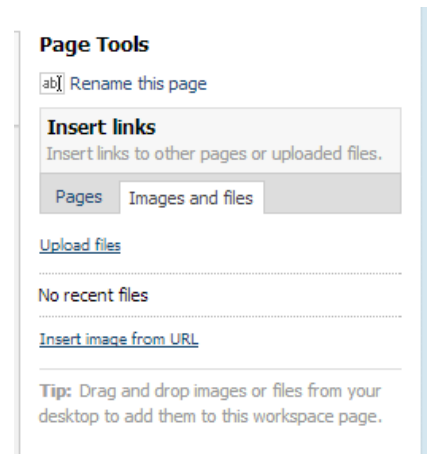 Page Tools
ab Rename this page
Insert links
Insert links to other pages or uploaded files.
Pages Images and files
Upload files
No recent files
Insert image from URL
Tip: Drag and drop images or files from your
desktop to add them to this workspace page.